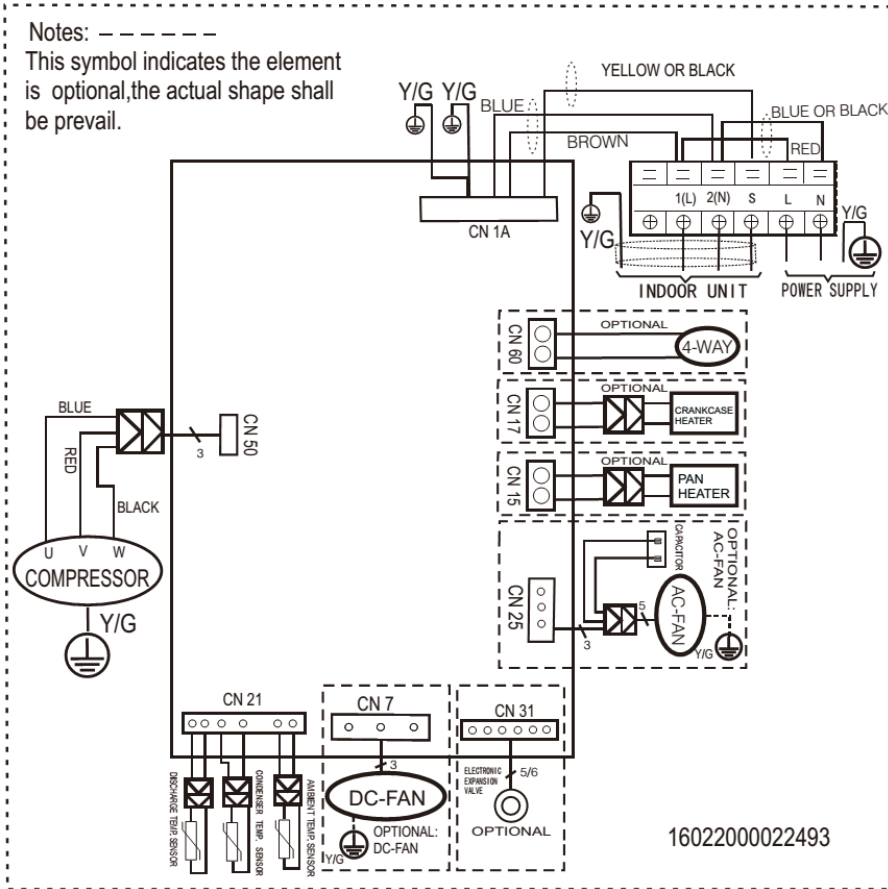 Notes: – – – – – –
This symbol indicates the element
is optional,the actual shape shall
be prevail.
Y/G
Y/G
BLUE
YELLOW OR BLACK
BLUE OR BLACK
BROWN
RED
1(L)
2(N)
S
L
N
CN 1A
Y/G
Y/G
INDOOR UNIT
POWER SUPPLY
CN 60
OPTIONAL
4-WAY
CN 17
OPTIONAL
CRANKCASE
HEATER
CN 15
OPTIONAL
PAN
HEATER
BLUE
RED
BLACK
3
CN 50
U
V
W
COMPRESSOR
Y/G
CN 25
3
CAPACITOR
5
AC-FAN
OPTIONAL:
AC-FAN
Y/G
CN 21
DISCHARGE TEMP. SENSOR
CONDENSER TEMP. SENSOR
AMBIENT TEMP. SENSOR
CN 7
3
DC-FAN
OPTIONAL:
DC-FAN
Y/G
CN 31
ELECTRONIC
EXPANSION
VALVE
5/6
OPTIONAL
16022000022493